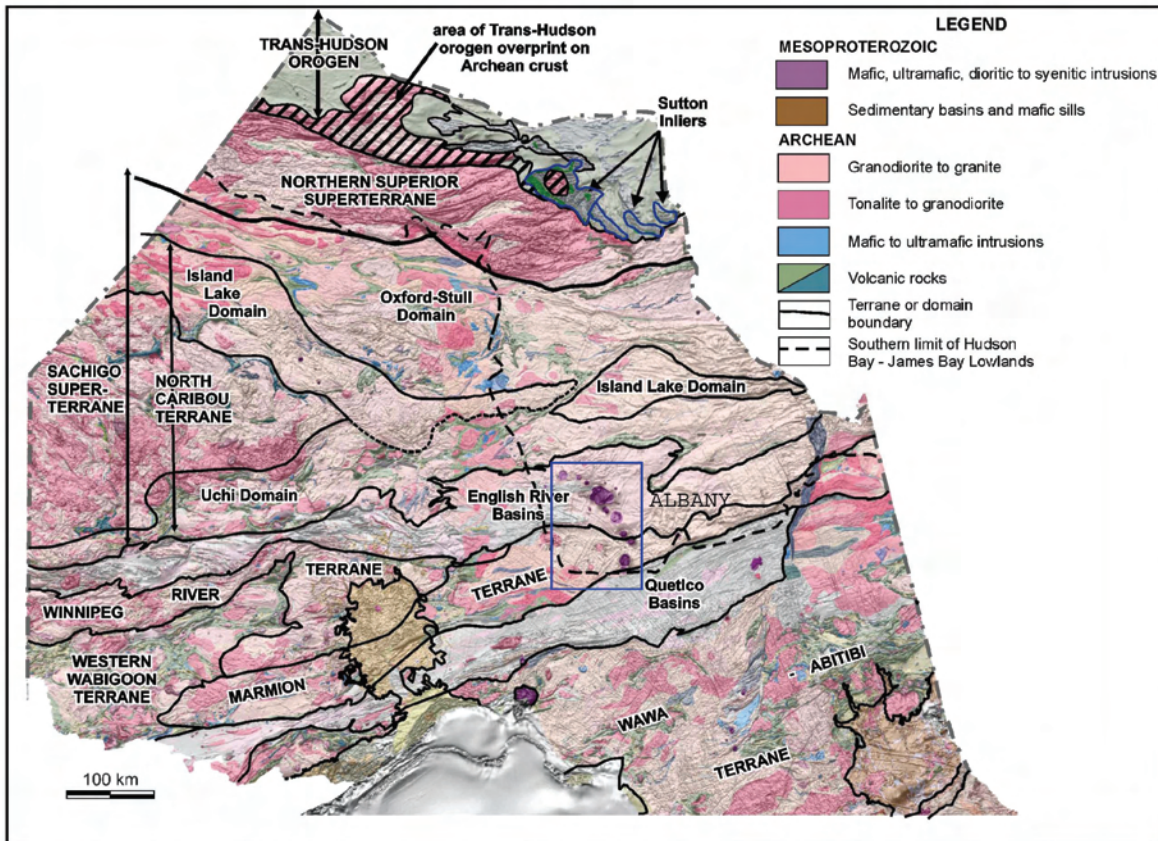 TRANS-HUDSON
OROGEN
area of Trans-Hudson
orogen overprint on
Archean crust
Sutton
Inliers
NORTHERN SUPERIOR
SUPERTERRANE
Island
Lake
Domain
Oxford-Stull
Domain
SACHIGO
SUPER-
TERRANE
NORTH
CARIBOU
TERRANE
Island Lake Domain
Uchi Domain
English River
Basins
ALBANY
TERRANE
TERRANE
RIVER
WINNIPEG
Quetico
Basins
WESTERN
WABIGOON
TERRANE
MARMION
- ABITIBI
WAWA
TERRANE
100 km
LEGEND
MESOPROTEROZOIC
Mafic, ultramafic, dioritic to syenitic intrusions
Sedimentary basins and mafic sills
ARCHEAN
Granodiorite to granite
Tonalite to granodiorite
Mafic to ultramafic intrusions
Volcanic rocks
Terrane or domain
boundary
Southern limit of Hudson
Bay - James Bay Lowlands